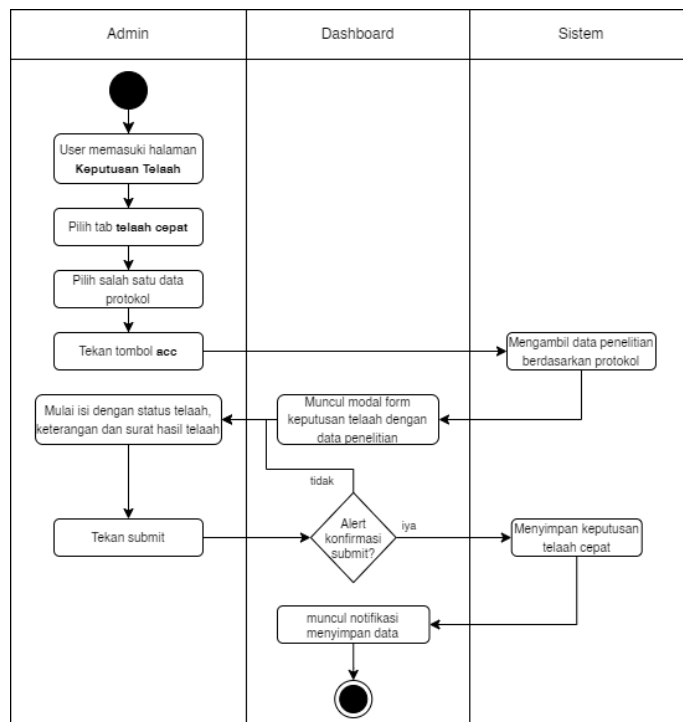 Admin
Dashboard
Sistem
User memasuki halaman
Keputusan Telaah
Pilih tab telaah cepat
Pilih salah satu data
protokol
Tekan tombol acc
Mengambil data penelitian
berdasarkan protokol
Muncul modal form
keputusan telaah dengan
data penelitian
Mulai isi dengan status telaah,
keterangan dan surat hasil telaah
tidak
Tekan submit
Alert
konfirmasi
submit?
iya
Menyimpan keputusan
telaah cepat
muncul notifikasi
menyimpan data